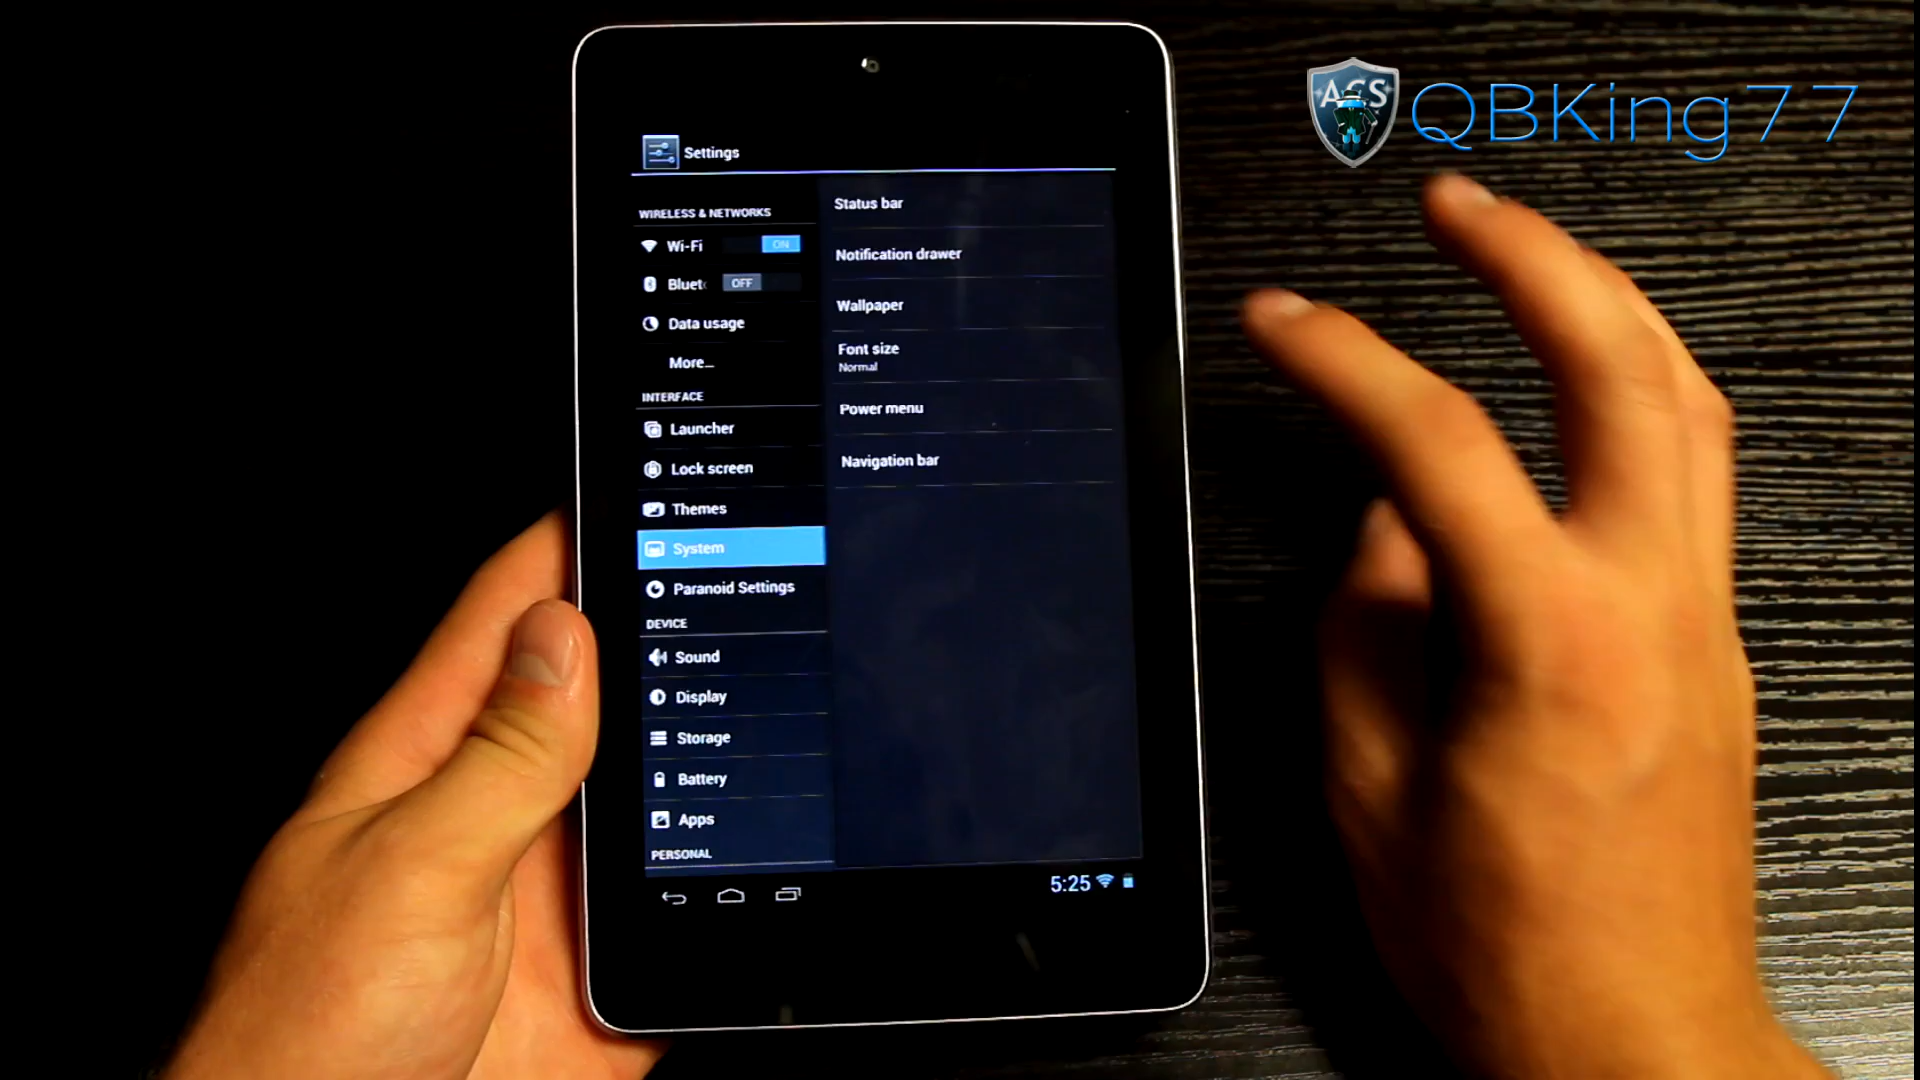 ACS
QBKing77
Settings
WIRELESS & NETWORKS
Wi-Fi ON
Bluet OFF
Data usage
More...
INTERFACE
Launcher
Lock screen
Themes
System
Paranoid Settings
DEVICE
Sound
Display
Storage
Battery
Apps
PERSONAL
Status bar
Notification drawer
Wallpaper
Font size
Normal
Power menu
Navigation bar
5:25